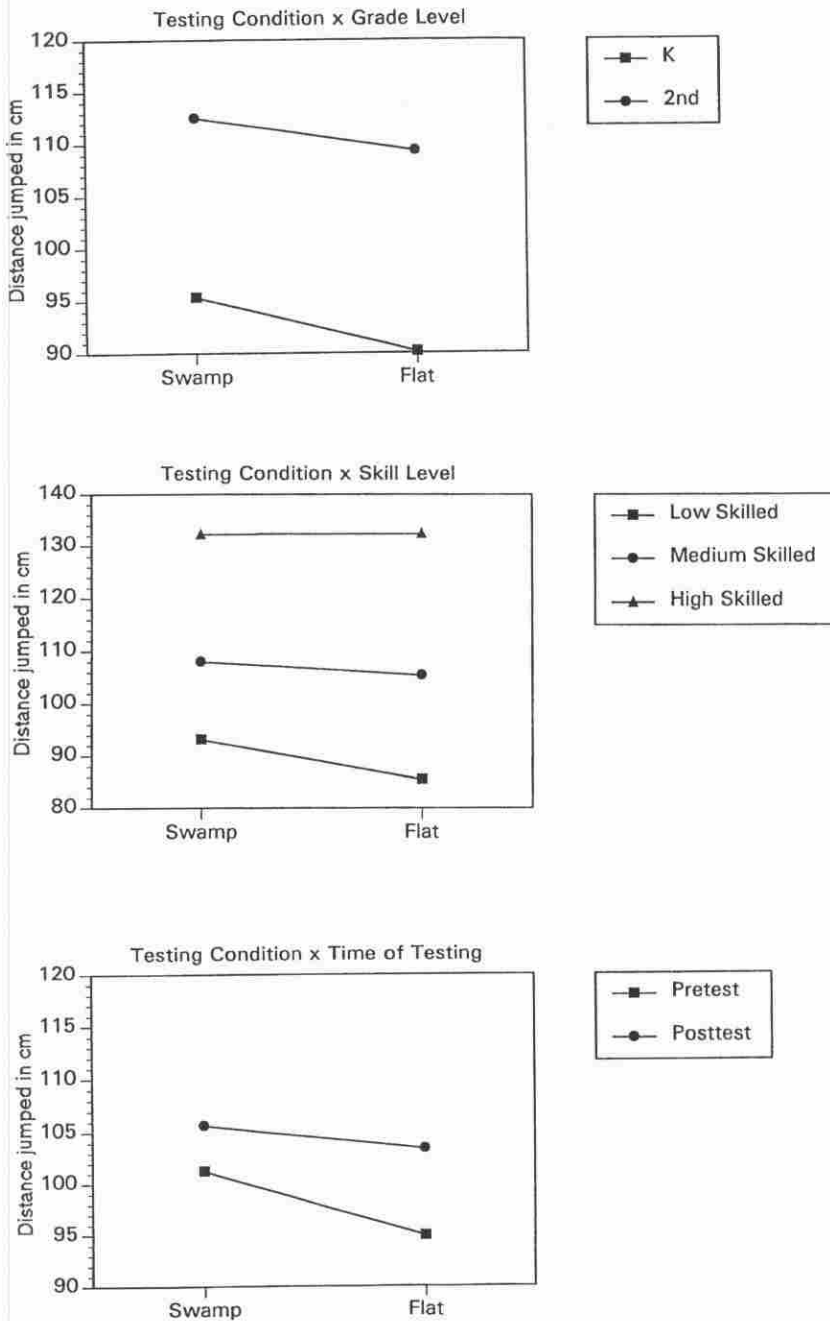 Testing Condition x Grade Level
Distance jumped in cm
120
115
110
105
100
95
90
Swamp Flat
K
2nd
Testing Condition x Skill Level
Distance jumped in cm
140
130
120
110
100
90
80
Swamp Flat
Low Skilled
Medium Skilled
High Skilled
Testing Condition x Time of Testing
Distance jumped in cm
120
115
110
105
100
95
90
Swamp Flat
Pretest
Posttest